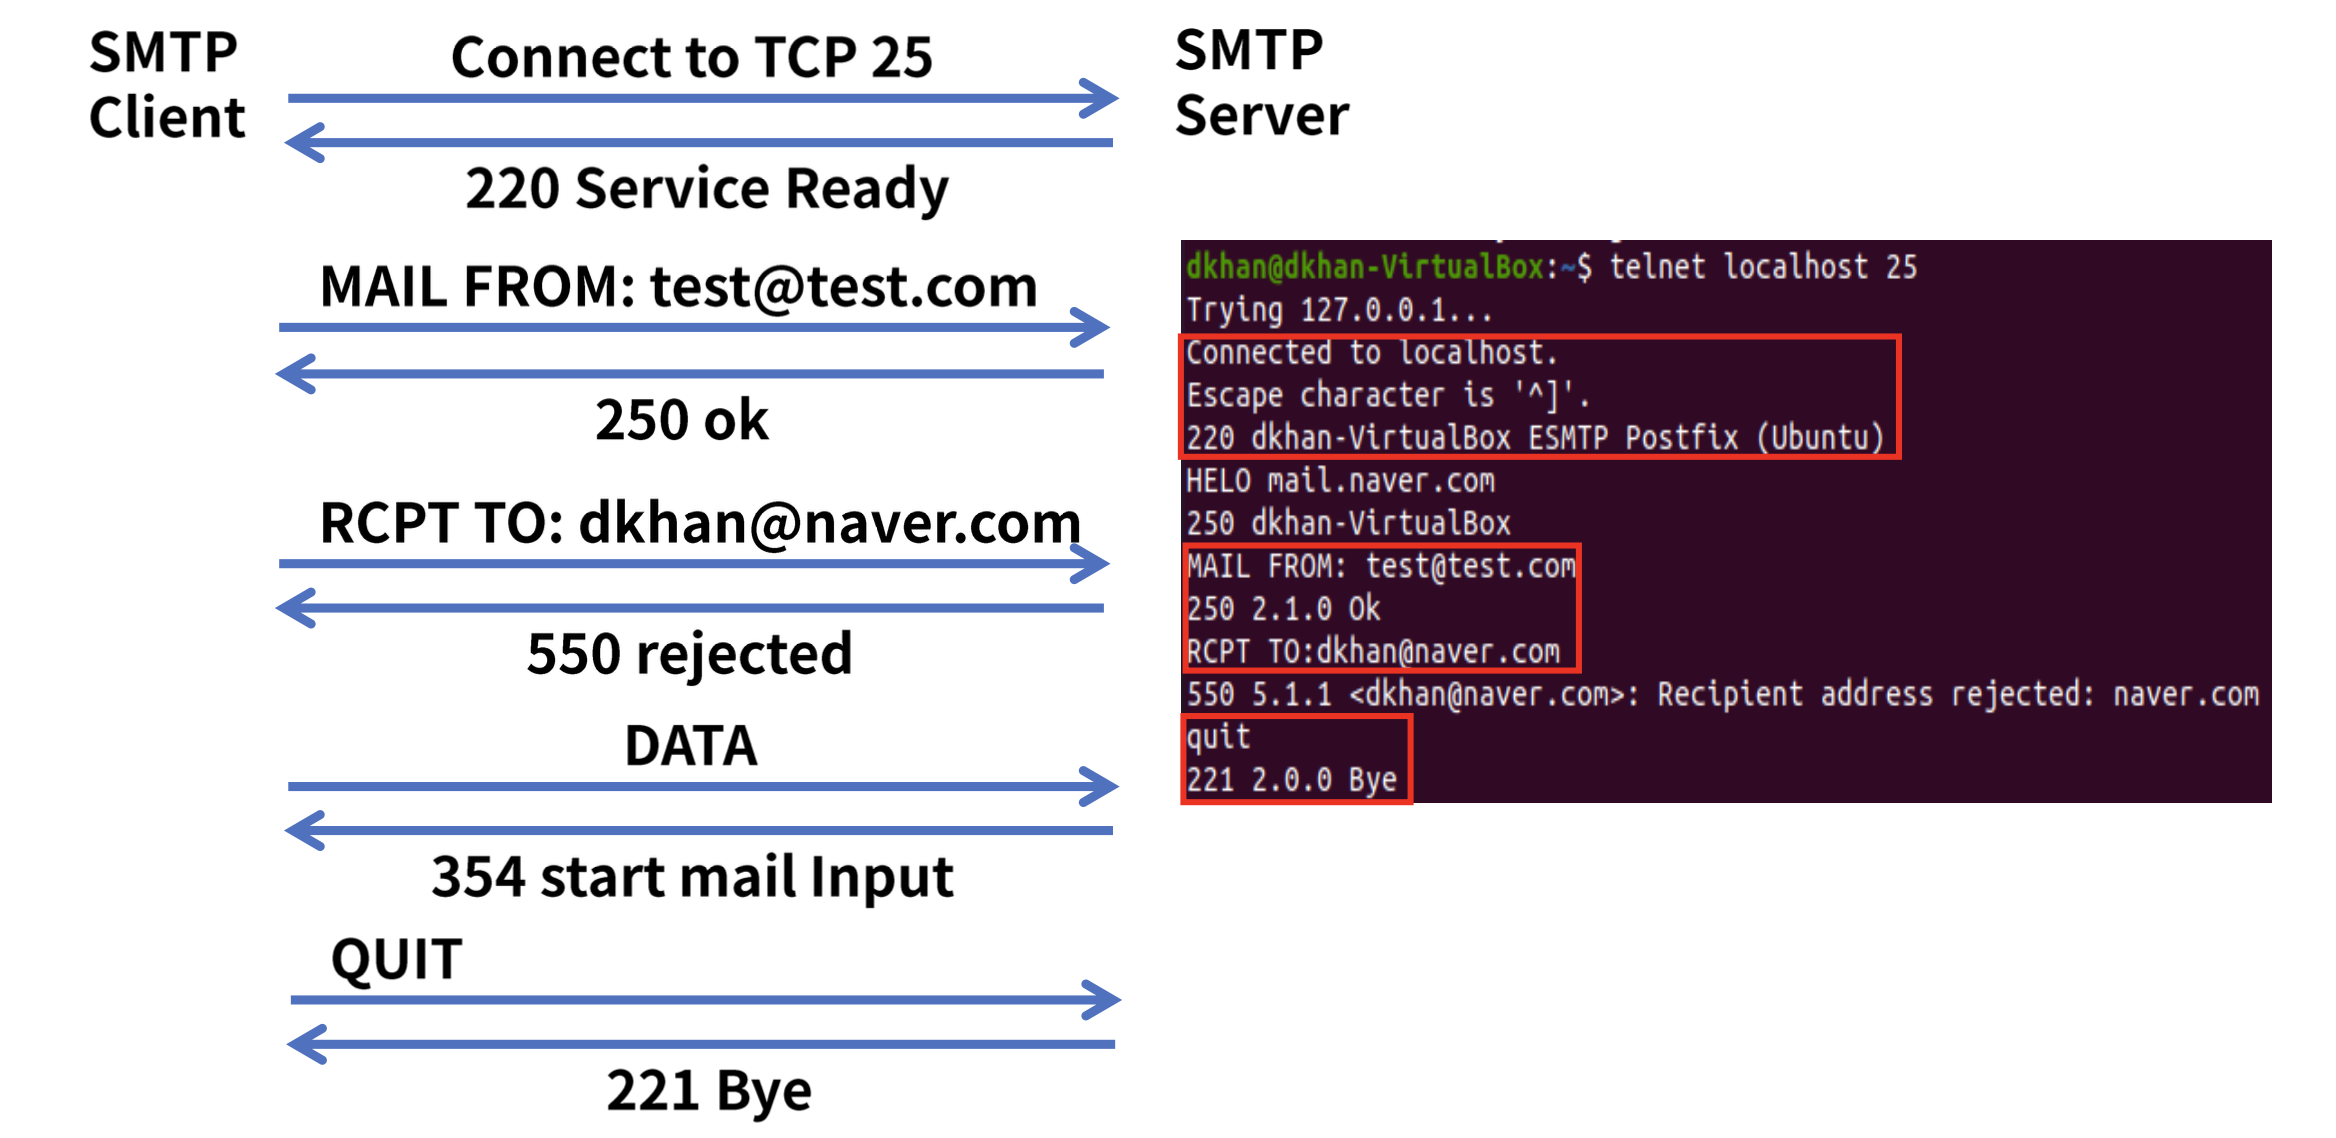 SMTP
Client
Connect to TCP 25
SMTP
Server
220 Service Ready
MAIL FROM: test@test.com
250 ok
RCPT TO: dkhan@naver.com
550 rejected
DATA
354 start mail Input
QUIT
221 Bye
dkhan@dkhan-VirtualBox:~$ telnet localhost 25
Trying 127.0.0.1...
Connected to localhost.
Escape character is '^]'.
220 dkhan-VirtualBox ESMTP Postfix (Ubuntu)
HELO mail.naver.com
250 dkhan-VirtualBox
MAIL FROM: test@test.com
250 2.1.0 Ok
RCPT TO:dkhan@naver.com
550 5.1.1 <dkhan@naver.com>: Recipient address rejected: naver.com
quit
221 2.0.0 Bye